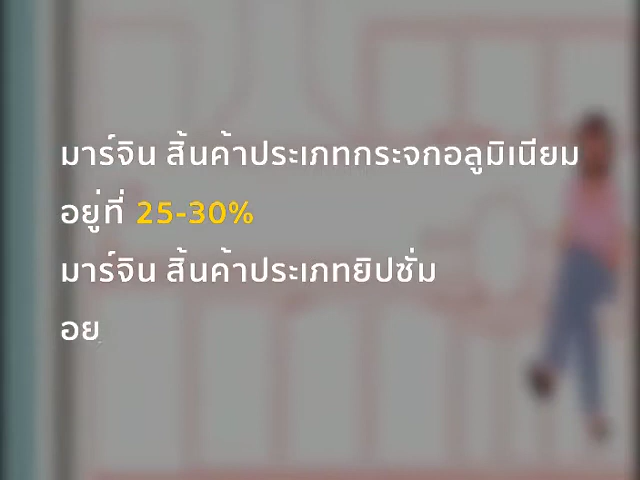 มาร์จิน สิ้นค้าประเภทกระจกอลูมิเนียม
อยู่ที่ 25-30%
มาร์จิน สิ้นค้าประเภทยิปซั่ม
อย